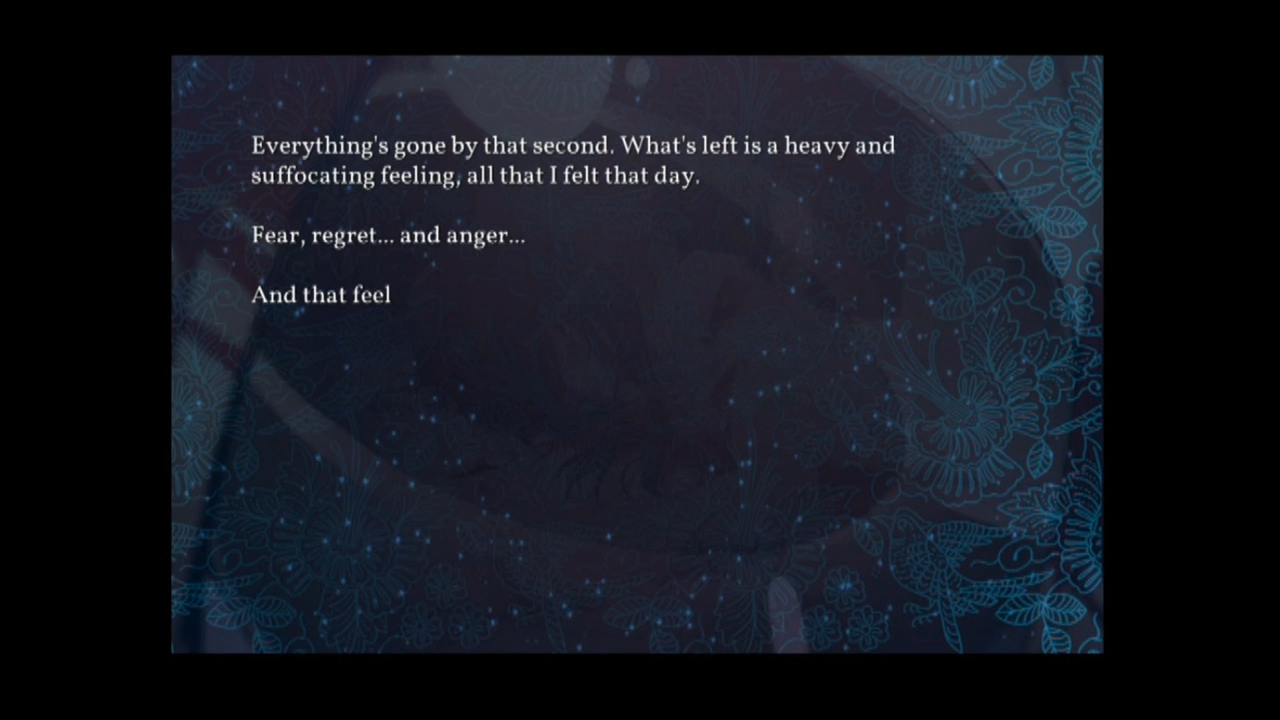 Everything's gone by that second. What's left is a heavy and
suffocating feeling, all that I felt that day.
Fear, regret... and anger...
And that feel